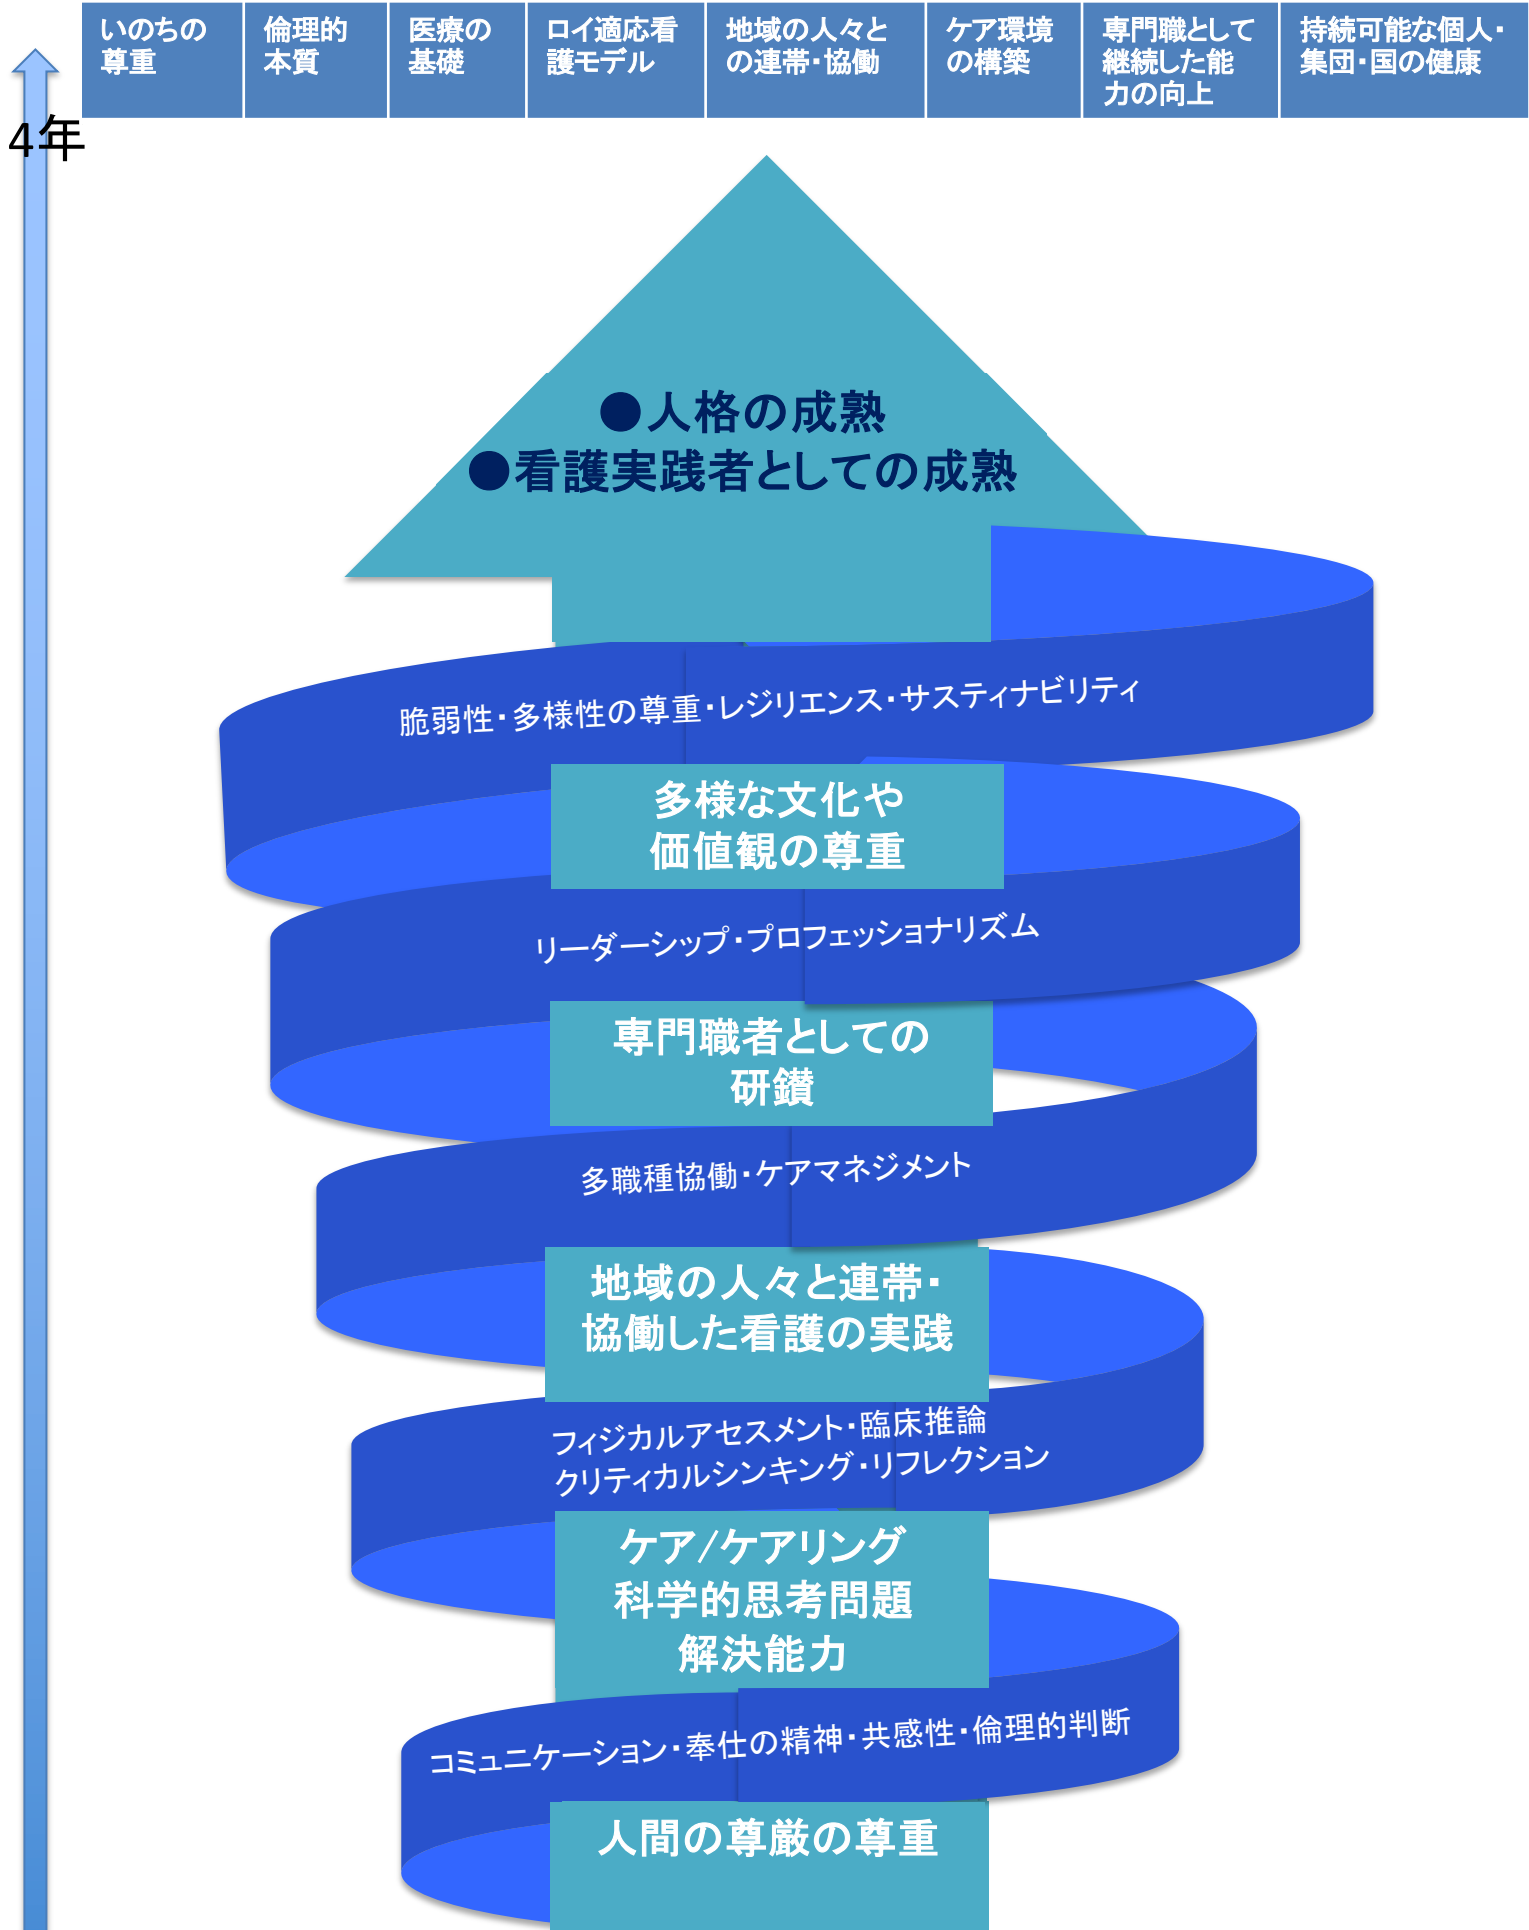 いのちの
尊重
倫理的
本質
医療の
基礎
ロイ適応看
護モデル
地域の人々と
の連帯・協働
ケア環境
の構築
専門職として
継続した能
力の向上
持続可能な個人・
集団・国の健康
4年
●人格の成熟
●看護実践者としての成熟
脆弱性・多様性の尊重・レジリエンス・サスティナビリティ
多様な文化や
価値観の尊重
リーダーシップ・プロフェッショナリズム
専門職者としての
研鑚
多職種協働・ケアマネジメント
地域の人々と連帯・
協働した看護の実践
フィジカルアセスメント・臨床推論
クリティカルシンキング・リフレクション
ケア/ケアリング
科学的思考問題
解決能力
コミュニケーション・奉仕の精神・共感性・倫理的判断
人間の尊厳の尊重